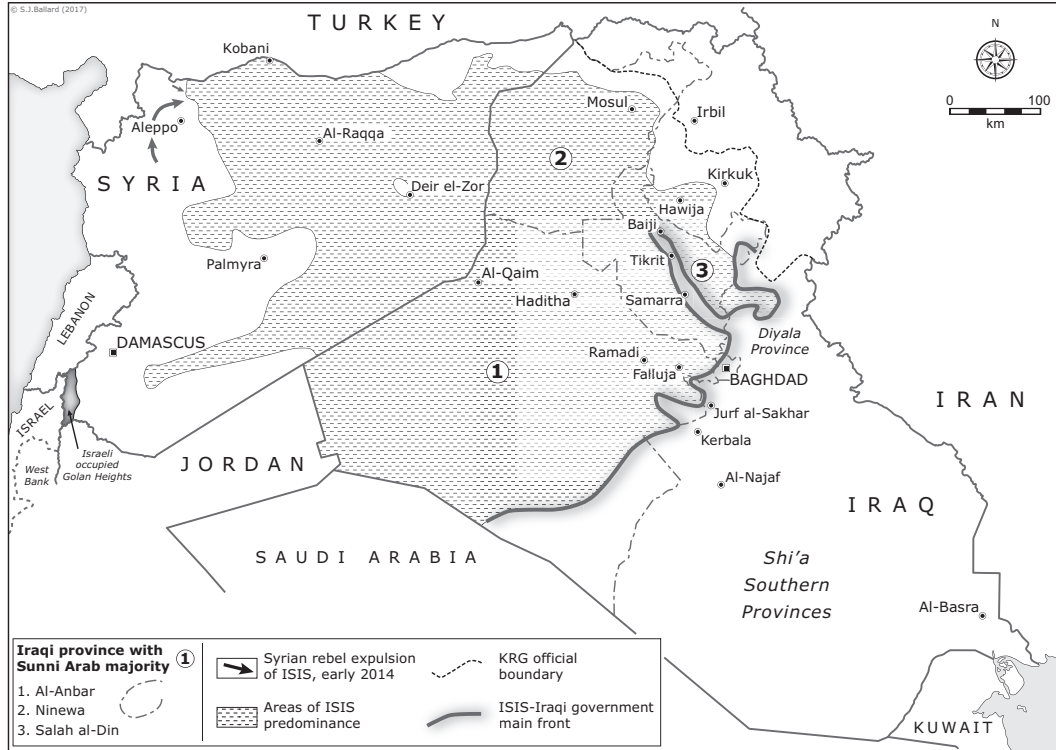 © S.J.Ballard (2017)
TURKEY
N
0 100
km
Kobani
Mosul
Irbil
Aleppo
Al-Raqqa
2
SYRIA
Deir el-Zor
Kirkuk
Hawija
Baiji
Palmyra
Tikrit
3
Al-Qaim
Haditha
Samarra
LEBANON
Diyala
Province
DAMASCUS
Ramadi
1
Falluja
BAGHDAD
IRAN
ISRAEL
Jurf al-Sakhar
Kerbala
West
Bank
Israeli
occupied
Golan Heights
JORDAN
Al-Najaf
IRAQ
SAUDI ARABIA
Shi'a
Southern
Provinces
Al-Basra
KUWAIT
Iraqi province with
Sunni Arab majority 1
1. Al-Anbar
2. Ninewa
3. Salah al-Din
Syrian rebel expulsion
of ISIS, early 2014
Areas of ISIS
predominance
KRG official
boundary
ISIS-Iraqi government
main front